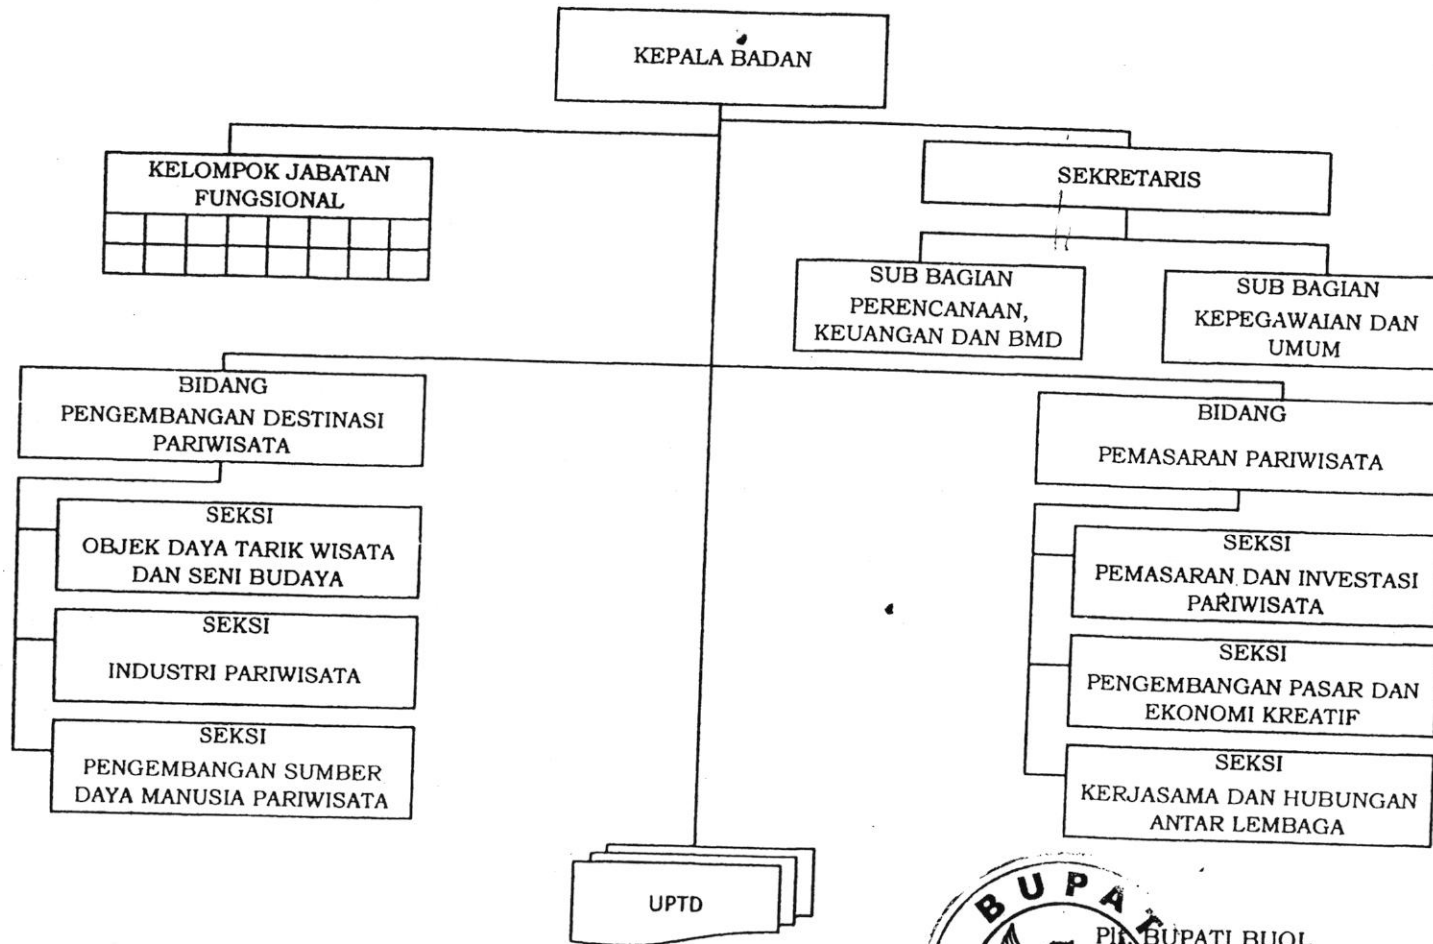 KEPALA BADAN
KELOMPOK JABATAN
FUNGSIONAL
SEKRETARIS
SUB BAGIAN
PERENCANAAN,
KEUANGAN DAN BMD
SUB BAGIAN
KEPEGAWAIAN DAN
UMUM
BIDANG
PENGEMBANGAN DESTINASI
PARIWISATA
BIDANG
PEMASARAN PARIWISATA
SEKSI
OBJEK DAYA TARIK WISATA
DAN SENI BUDAYA
SEKSI
INDUSTRI PARIWISATA
SEKSI
PENGEMBANGAN SUMBER
DAYA MANUSIA PARIWISATA
SEKSI
PEMASARAN DAN INVESTASI
PARIWISATA
SEKSI
PENGEMBANGAN PASAR DAN
EKONOMI KREATIF
SEKSI
KERJASAMA DAN HUBUNGAN
ANTAR LEMBAGA
UPTD
BUPAT
BUPATI BUOL